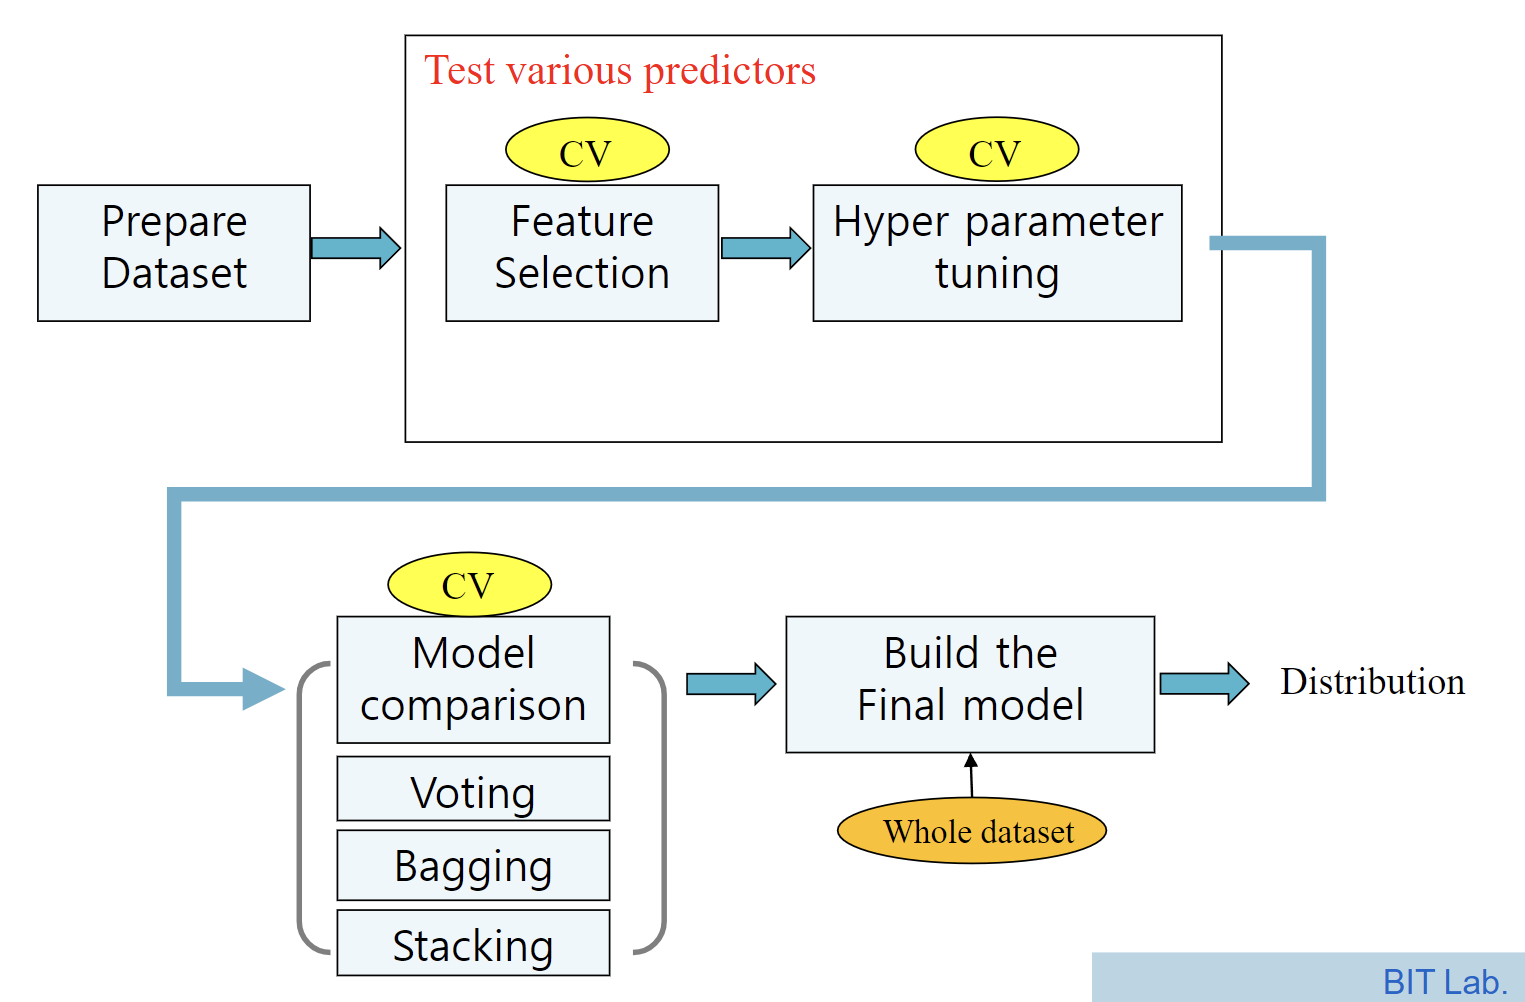 Test various predictors
CV
CV
Prepare
Dataset
Feature
Selection
Hyper parameter
tuning
CV
Model
comparison
Voting
Bagging
Stacking
Build the
Final model
Whole dataset
Distribution
BIT Lab.